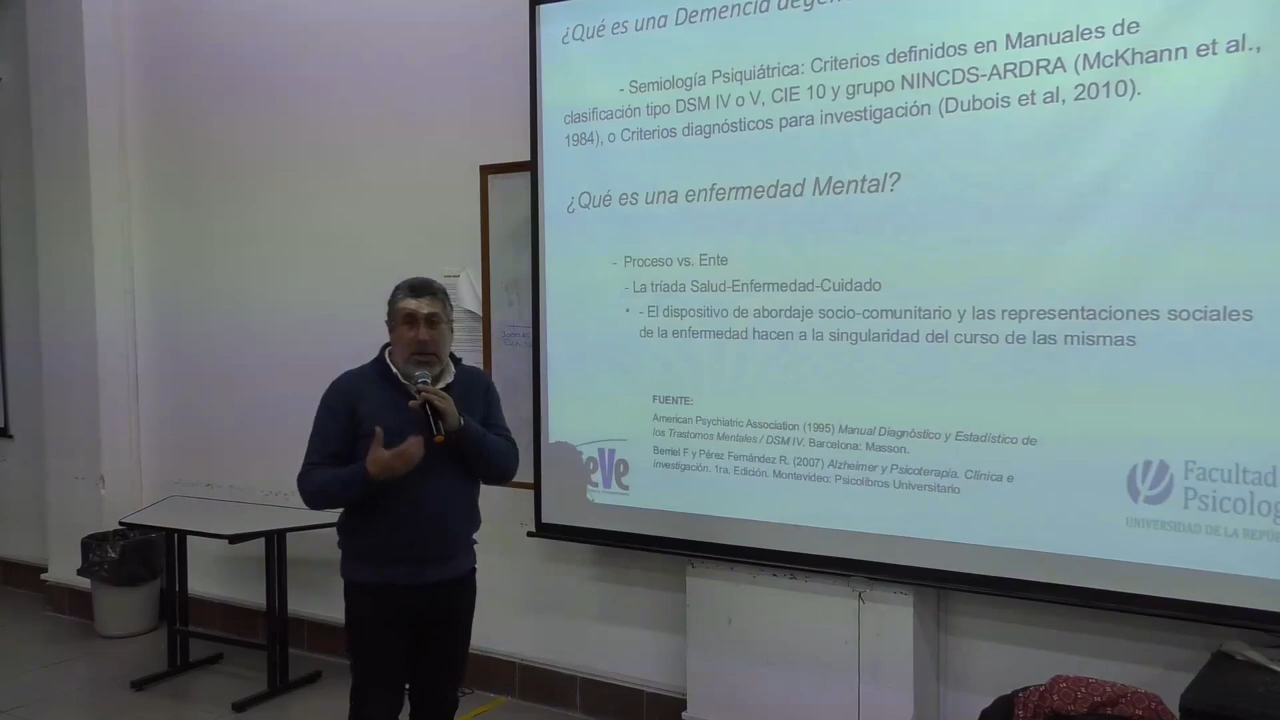 ¿Qué es una Demencia
- Semiología Psiquiátrica: Criterios definidos en Manuales de
clasificación tipo DSM IV o V, CIE 10 y grupo NINCDS-ARDRA (McKhann et al.,
1984), o Criterios diagnósticos para investigación (Dubois et al, 2010).
¿Qué es una enfermedad Mental?
- Proceso vs. Ente
- La tríada Salud-Enfermedad-Cuidado
- El dispositivo de abordaje socio-comunitario y las representaciones sociales
de la enfermedad hacen a la singularidad del curso de las mismas
FUENTE:
American Psychiatric Association (1995) Manual Diagnóstico y Estadístico de
los Trastornos Mentales / DSM IV. Barcelona: Masson.
Berriel F y Pérez Fernández R. (2007) Alzheimer y Psicoterapia. Clínica e
investigación. 1ra. Edición. Montevideo: Psicolibros Universitario
eVe
Facultad
Psicolog
UNIVERSIDAD DE LA REPÚ